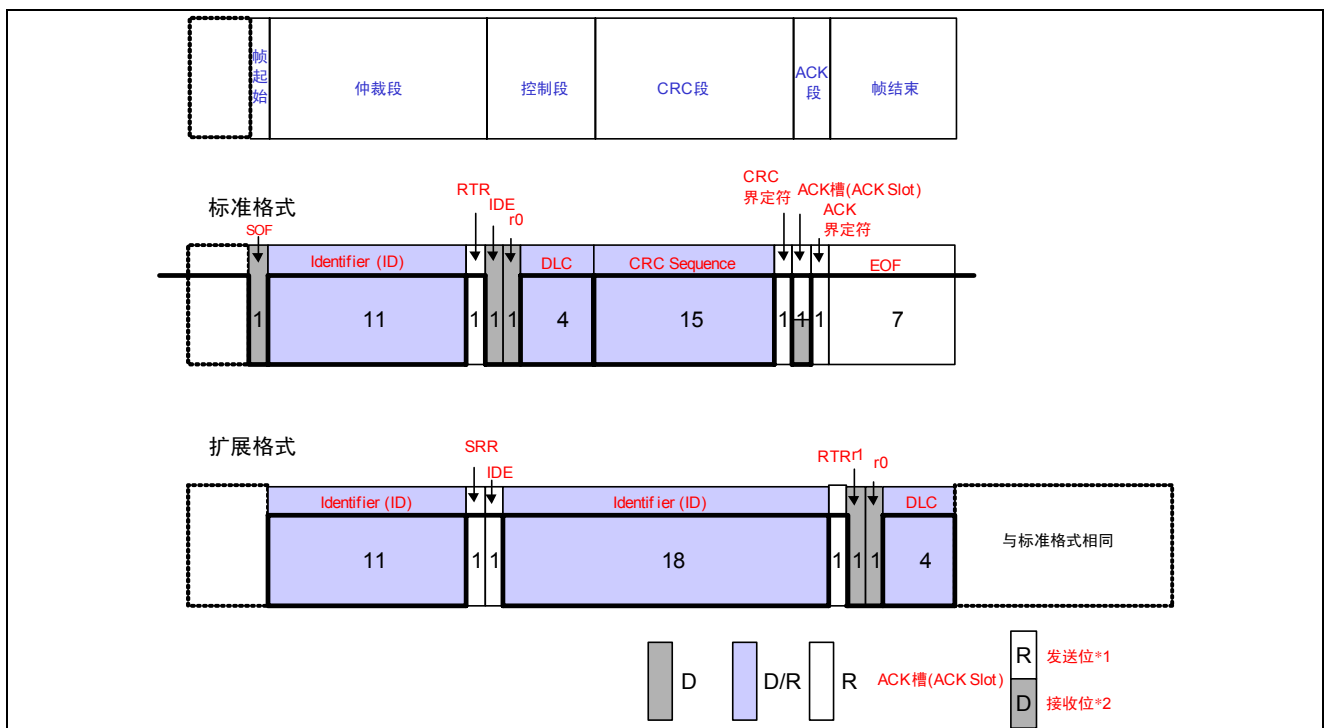 帧起始
仲裁段
控制段
CRC段
ACK段
帧结束
标准格式
SOF
RTR
IDE
r0
CRC
界定符
ACK槽(ACK Slot)
ACK
界定符
Identifier (ID)
DLC
CRC Sequence
EOF
1
11
1
1
1
4
15
1
1
1
7
扩展格式
SRR
IDE
RTR
r1
r0
Identifier (ID)
Identifier (ID)
DLC
11
1
1
18
1
1
1
4
与标准格式相同
D
D/R
R
ACK槽(ACK Slot)
R
发送位*1
D
接收位*2